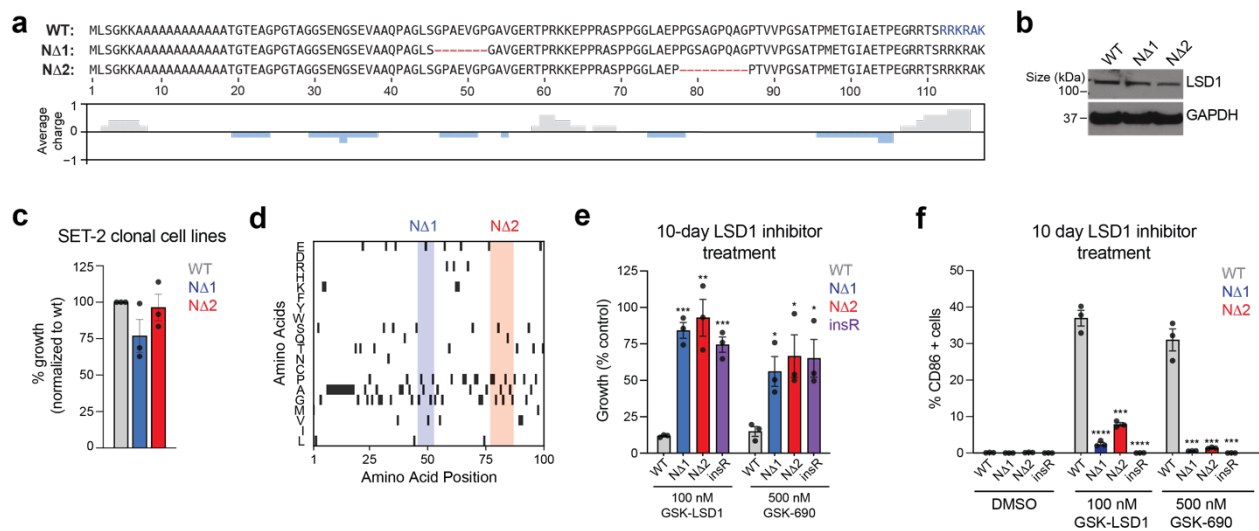 a
WT: MLSGKKAAAAAAAAAAAATGTEAGPGTAGGSENGSEVAAQPAGLSGPAEVGPGAVGERTPRKKEPPRASPPGGLAEPPGSAGPQAGPTVVPGSATPMETGIAETPEGRRTSRRKRAK
NΔ1: MLSGKKAAAAAAAAAAAATGTEAGPGTAGGSENGSEVAAQPAGLS-------GAVGERTPRKKEPPRASPPGGLAEPPGSAGPQAGPTVVPGSATPMETGIAETPEGRRTSRRKRAK
NΔ2: MLSGKKAAAAAAAAAAAATGTEAGPGTAGGSENGSEVAAQPAGLSGPAEVGPGAVGERTPRKKEPPRASPPGGLAEP---------PTVVPGSATPMETGIAETPEGRRTSRRKRAK
1 10 20 30 40 50 60 70 80 90 100 110
Average charge
1
0
−1
b
WT NΔ1 NΔ2
Size (kDa)
100
LSD1
37
GAPDH
c
SET-2 clonal cell lines
% growth
(normalized to wt)
125
100
75
50
25
0
WT
NΔ1
NΔ2
d
NΔ1 NΔ2
Amino Acids
E
D
R
H
K
F
Y
W
S
Q
T
N
C
P
A
G
M
V
I
L
1 25 50 75 100
Amino Acid Position
e
10-day LSD1 inhibitor
treatment
WT
NΔ1
NΔ2
insR
Growth (% control)
125
100
75
50
25
0
*** ** *** * * *
WT NΔ1 NΔ2 insR WT NΔ1 NΔ2 insR
100 nM
GSK-LSD1
500 nM
GSK-690
f
10 day LSD1 inhibitor
treatment
WT
NΔ1
NΔ2
% CD86 + cells
50
40
30
20
10
0
**** *** **** *** *** ***
WT NΔ1 NΔ2 insR WT NΔ1 NΔ2 insR WT NΔ1 NΔ2 insR
DMSO
100 nM
GSK-LSD1
500 nM
GSK-690